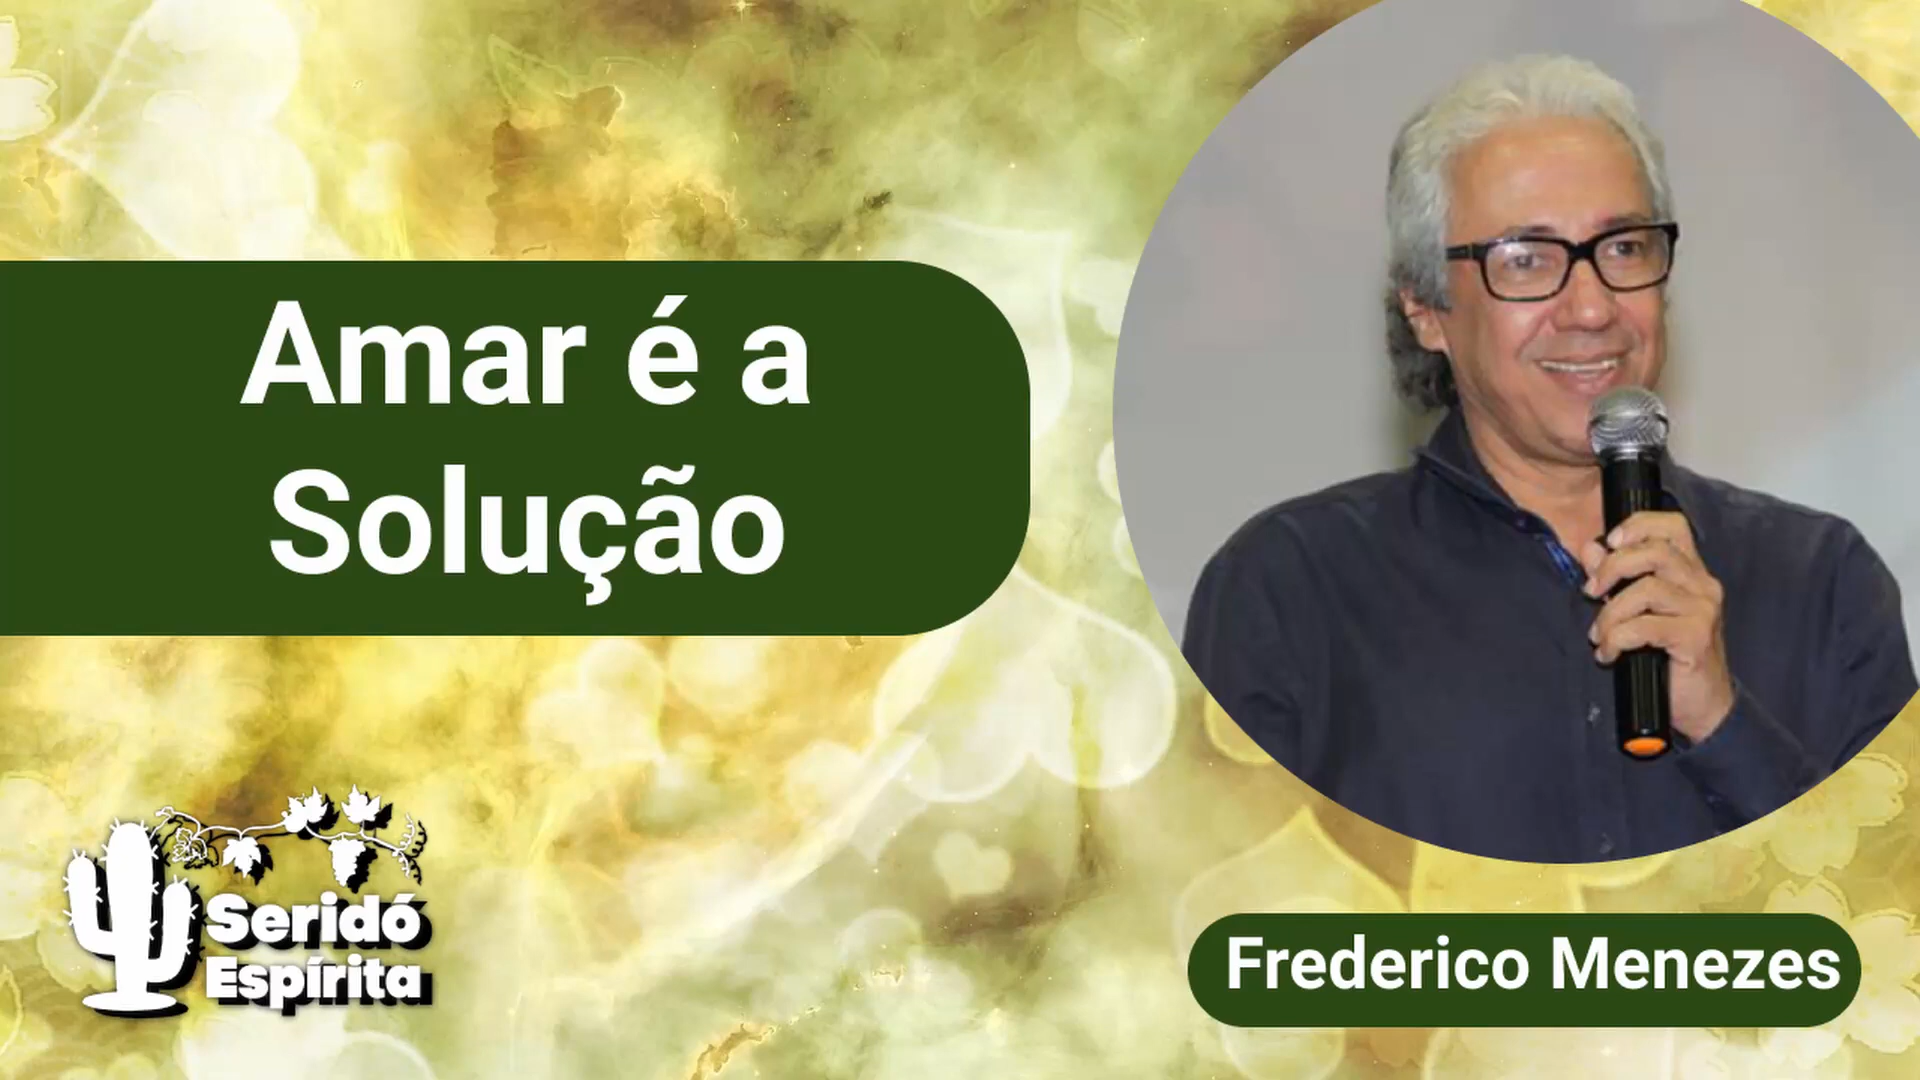 Amar é a
Solução
Seridó
Espírita
Frederico Menezes